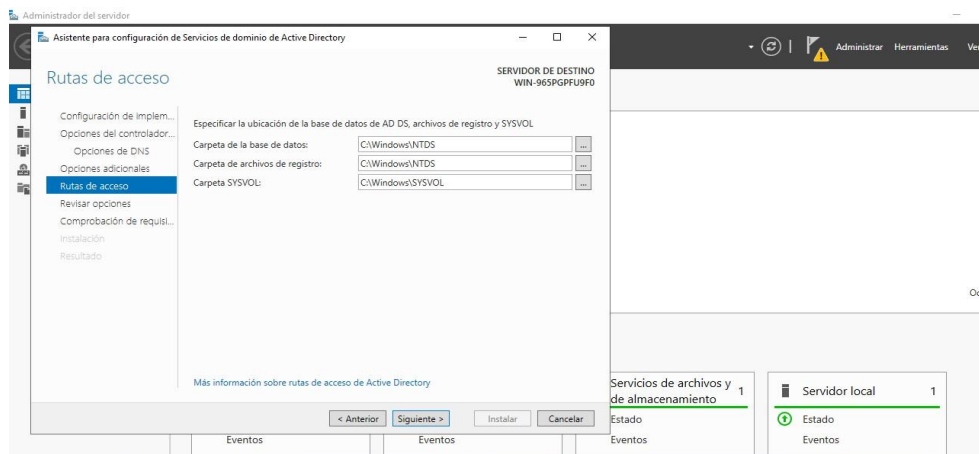 Administrador del servidor
Administrar Herramientas
Asistente para configuración de Servicios de dominio de Active Directory
Rutas de acceso
SERVIDOR DE DESTINO
WIN-965PGPFU9F0
Configuración de implem...
Opciones del controlador...
Opciones de DNS
Opciones adicionales
Rutas de acceso
Revisar opciones
Comprobación de requisi...
Instalación
Resultado
Especificar la ubicación de la base de datos de AD DS, archivos de registro y SYSVOL
Carpeta de la base de datos: C:\Windows\NTDS ...
Carpeta de archivos de registro: C:\Windows\NTDS ...
Carpeta SYSVOL: C:\Windows\SYSVOL ...
Más información sobre rutas de acceso de Active Directory
< Anterior Siguiente > Instalar Cancelar
Servicios de archivos y 1
de almacenamiento
Estado
Eventos
Servidor local 1
Estado
Eventos
Eventos
Eventos